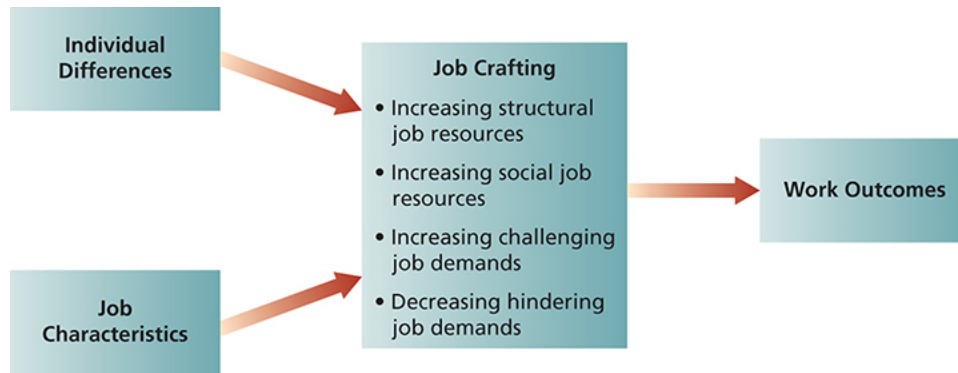 Individual
Differences
Job Crafting
• Increasing structural
job resources
• Increasing social job
resources
• Increasing challenging
job demands
• Decreasing hindering
job demands
Job
Characteristics
Work Outcomes